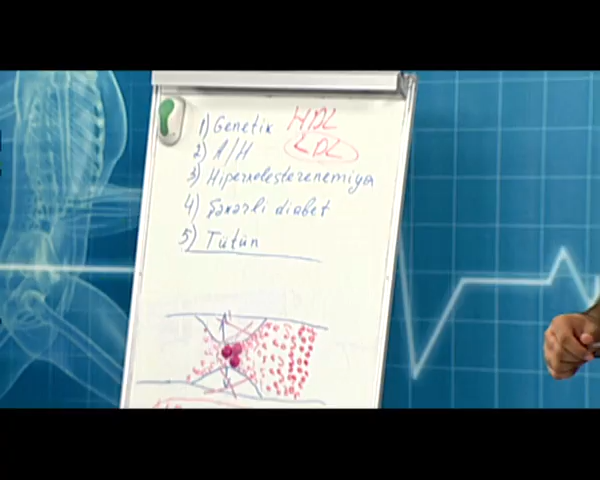 1) Genetik HDL
2) A/H LDL
3) Hiperxolesterenemiya
4) Şəkərli diabet
5) Tütün